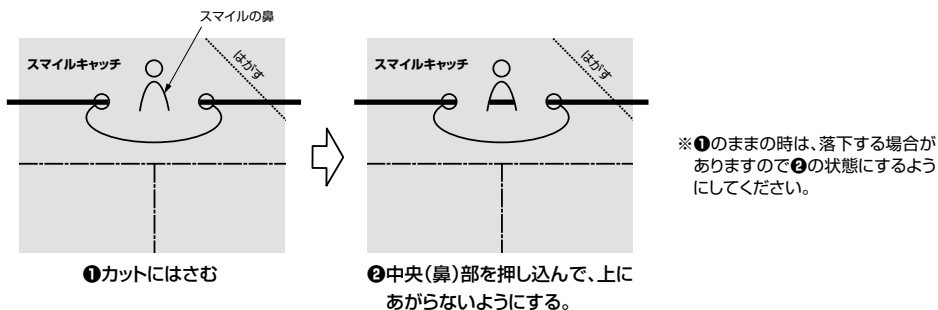 スマイルの鼻
スマイルキャッチ
はがす
スマイルキャッチ
はがす
❶カットにはさむ
❷中央(鼻)部を押し込んで、上に
あがらないようにする。
※❶のままの時は、落下する場合が
ありますので❷の状態にするよう
にしてください。